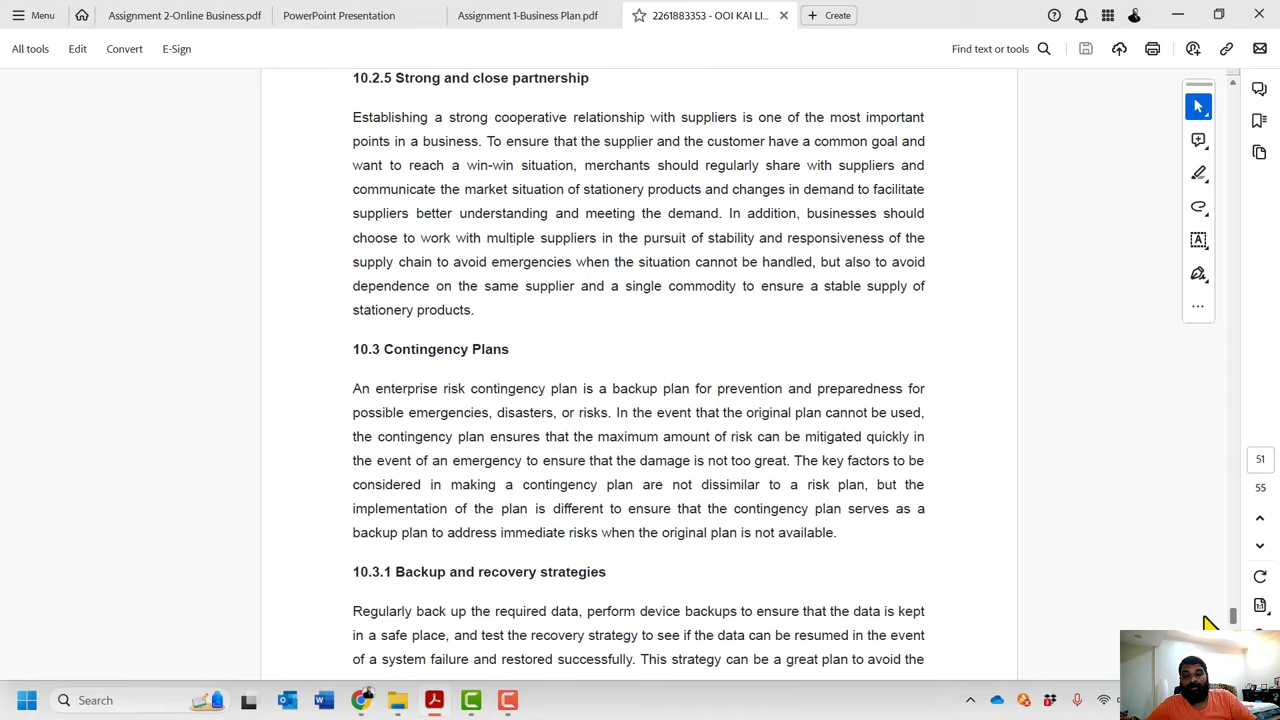 Menu
Assignment 2-Online Business.pdf
PowerPoint Presentation
Assignment 1-Business Plan.pdf
2261883353 - OOI KAI LI...
Create
All tools
Edit
Convert
E-Sign
Find text or tools
10.2.5 Strong and close partnership
Establishing a strong cooperative relationship with suppliers is one of the most important
points in a business. To ensure that the supplier and the customer have a common goal and
want to reach a win-win situation, merchants should regularly share with suppliers and
communicate the market situation of stationery products and changes in demand to facilitate
suppliers better understanding and meeting the demand. In addition, businesses should
choose to work with multiple suppliers in the pursuit of stability and responsiveness of the
supply chain to avoid emergencies when the situation cannot be handled, but also to avoid
dependence on the same supplier and a single commodity to ensure a stable supply of
stationery products.
10.3 Contingency Plans
An enterprise risk contingency plan is a backup plan for prevention and preparedness for
possible emergencies, disasters, or risks. In the event that the original plan cannot be used,
the contingency plan ensures that the maximum amount of risk can be mitigated quickly in
the event of an emergency to ensure that the damage is not too great. The key factors to be
considered in making a contingency plan are not dissimilar to a risk plan, but the
implementation of the plan is different to ensure that the contingency plan serves as a
backup plan to address immediate risks when the original plan is not available.
10.3.1 Backup and recovery strategies
Regularly back up the required data, perform device backups to ensure that the data is kept
in a safe place, and test the recovery strategy to see if the data can be resumed in the event
of a system failure and restored successfully. This strategy can be a great plan to avoid the
51
55
Search